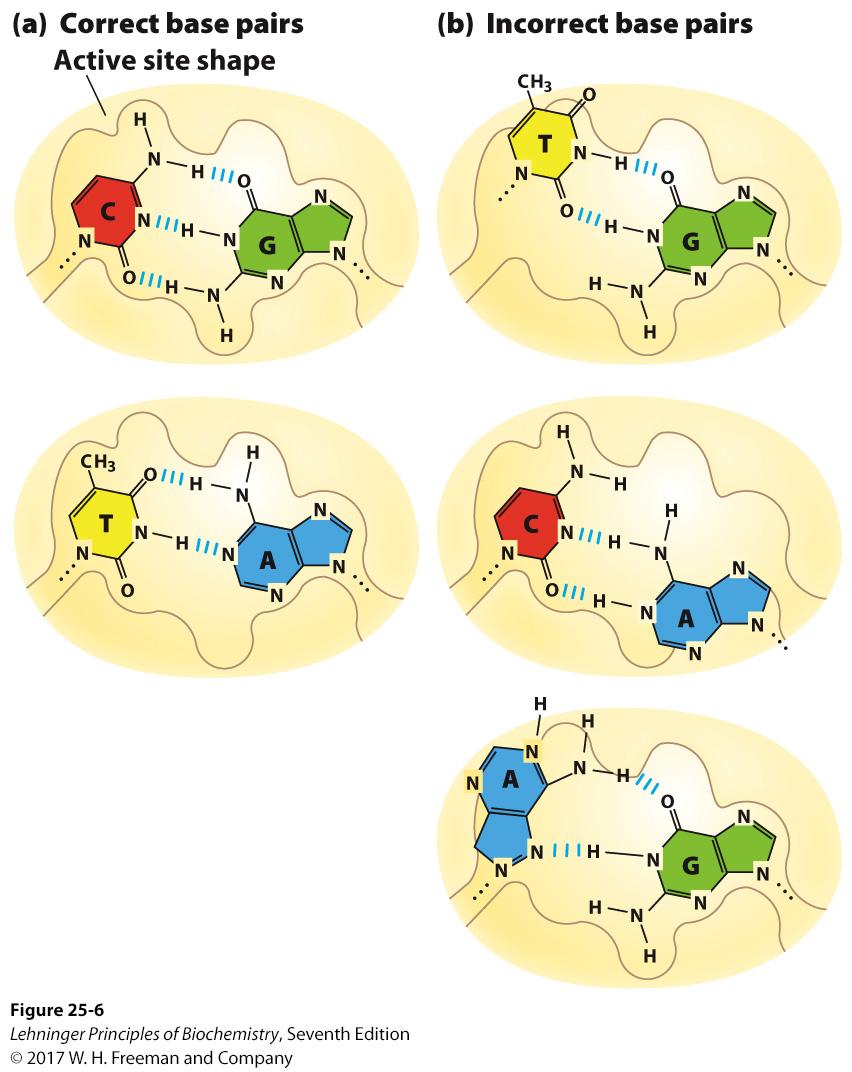 (a) Correct base pairs
Active site shape
H
N H O
C N H N G N
N O H N N N
H
CH3 O H N H
T N H N A N
N O N N
(b) Incorrect base pairs
CH3 O
T N H O
N O H N G N
H N N N
H
H
N H
C N H N H
N O H N A N
N N
H
H N H
N A N H O
N N H N G N
H N N N
H
Figure 25-6
Lehninger Principles of Biochemistry, Seventh Edition
© 2017 W. H. Freeman and Company